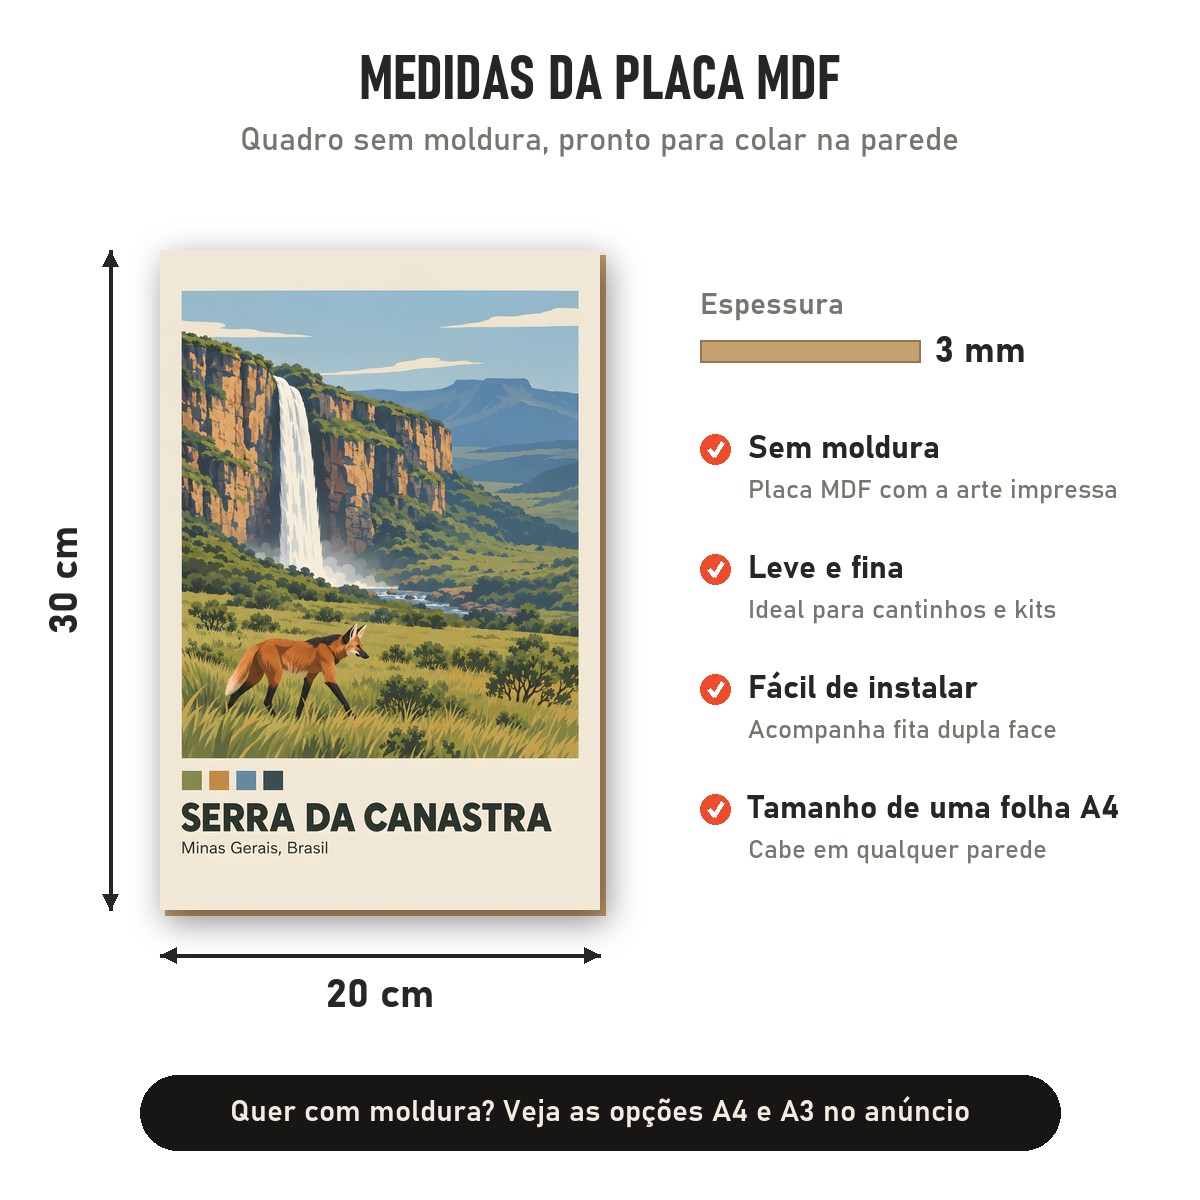 MEDIDAS DA PLACA MDF
Quadro sem moldura, pronto para colar na parede
30 cm
SERRA DA CANASTRA
Minas Gerais, Brasil
20 cm
Espessura
3 mm
Sem moldura
Placa MDF com a arte impressa
Leve e fina
Ideal para cantinhos e kits
Fácil de instalar
Acompanha fita dupla face
Tamanho de uma folha A4
Cabe em qualquer parede
Quer com moldura? Veja as opções A4 e A3 no anúncio